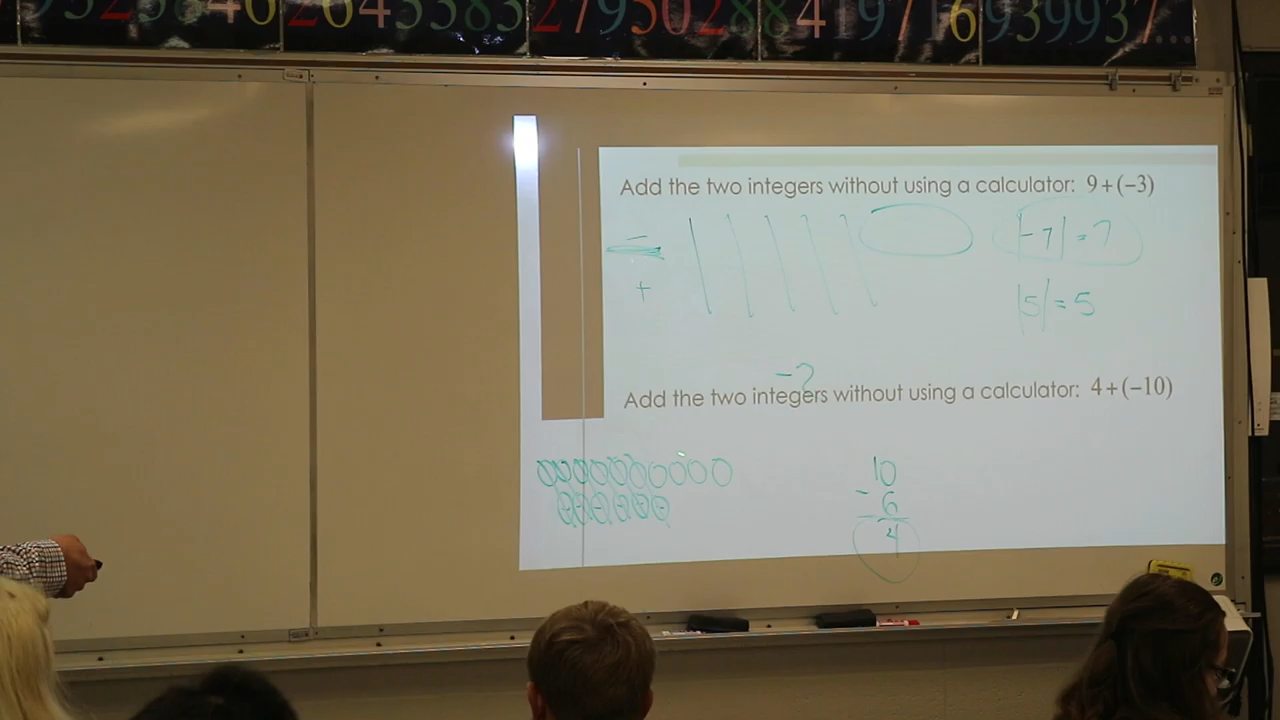 264338327950288419716939937...
Add the two integers without using a calculator: 9+(−3)
−
+
|-7| = 7
|5| = 5
-2
Add the two integers without using a calculator: 4+(−10)
10
- 6
4